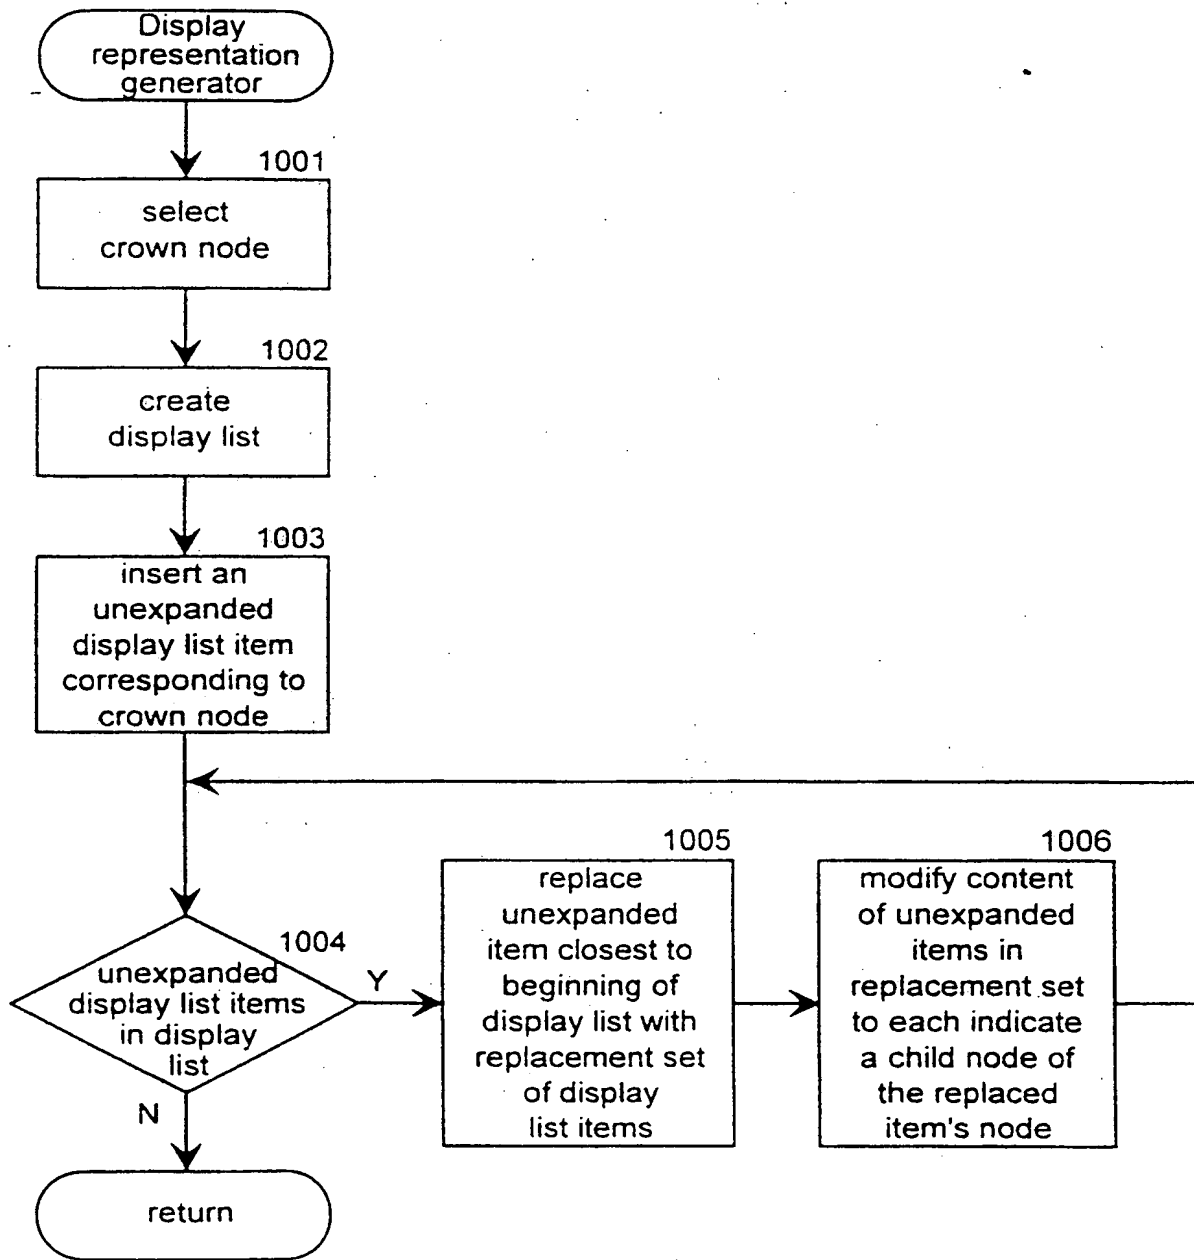 Display
representation
generator
1001
select
crown node
1002
create
display list
1003
insert an
unexpanded
display list item
corresponding to
crown node
1004
unexpanded
display list items
in display
list
Y
N
1005
replace
unexpanded
item closest to
beginning of
display list with
replacement set
of display
list items
1006
modify content
of unexpanded
items in
replacement set
to each indicate
a child node of
the replaced
item's node
return